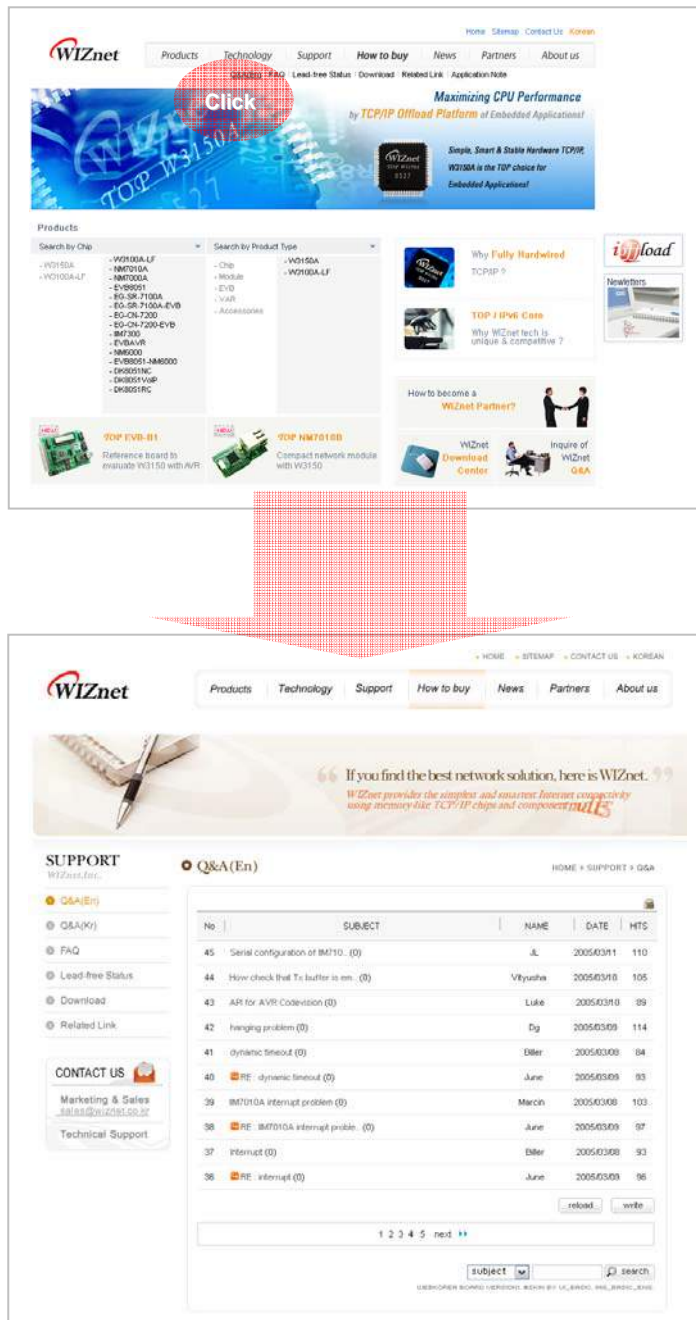 Home Sitemap Contact Us Korean
WIZnet
Products Technology Support How to buy News Partners About us
FAQ Lead-free Status Download Related Link Application Note
Click
Maximizing CPU Performance
by TCP/IP Offload Platform of Embedded Applications!
TOP W3150A
8527
WIZnet
8527
Simple, Smart & Stable Hardware TCP/IP,
W3150A is the TOP choice for
Embedded Applications!
Products
Search by Chip
- W3150A
- W3100A-LF
- W3100A-LF
- NM7010A
- NM7000A
- EVB8051
- EG-SR-7100A
- EG-SR-7100A-EVB
- EG-CN-7200
- EG-CN-7200-EVB
- IIM7300
- EVBAVR
- NM6000
- EVB8051-NM6000
- DK8051NC
- DK8051VoIP
- DK8051RC
Search by Product Type
- Chip
- Module
- EVB
- VAR
- Accessories
- W3150A
- W3100A-LF
Why Fully Hardwired
TCP/IP ?
TOP / IPv6 Core
Why WIZnet tech is
unique & competitive ?
load
Newletters
How to become a
WIZnet Partner?
NEW
TOP EVB-B1
Reference board to
evaluate W3150 with AVR
NEW
TOP NM7010B
Compact network module
with W3150
WIZnet
Download
Center
Inquire of
WIZnet
Q&A
HOME SITEMAP CONTACT US KOREAN
WIZnet
Products Technology Support How to buy News Partners About us
“ If you find the best network solution, here is WIZnet. ”
WIZnet provides the simplest and smartest Internet connectivity
using memory-like TCP/IP chips and component
SUPPORT
WIZnet,Inc.
Q&A(En)
Q&A(Kr)
FAQ
Lead-free Status
Download
Related Link
CONTACT US
Marketing & Sales
sales@wiznet.co.kr
Technical Support
Q&A(En)
HOME > SUPPORT > Q&A
No SUBJECT NAME DATE HITS
45 Serial configuration of IIM710.. (0) JL 2005/03/11 110
44 How check that Tx buffer is em.. (0) Vityusha 2005/03/10 105
43 API for AVR Codevision (0) Luke 2005/03/10 89
42 hanging problem (0) Dg 2005/03/09 114
41 dynamic timeout (0) Biller 2005/03/08 84
40 RE : dynamic timeout (0) June 2005/03/09 93
39 IIM7010A interrupt problem (0) Marcin 2005/03/08 103
38 RE : IIM7010A interrupt proble.. (0) June 2005/03/09 97
37 Interrupt (0) Biller 2005/03/08 93
36 RE : interrupt (0) June 2005/03/09 96
reload write
1 2 3 4 5 next
subject search